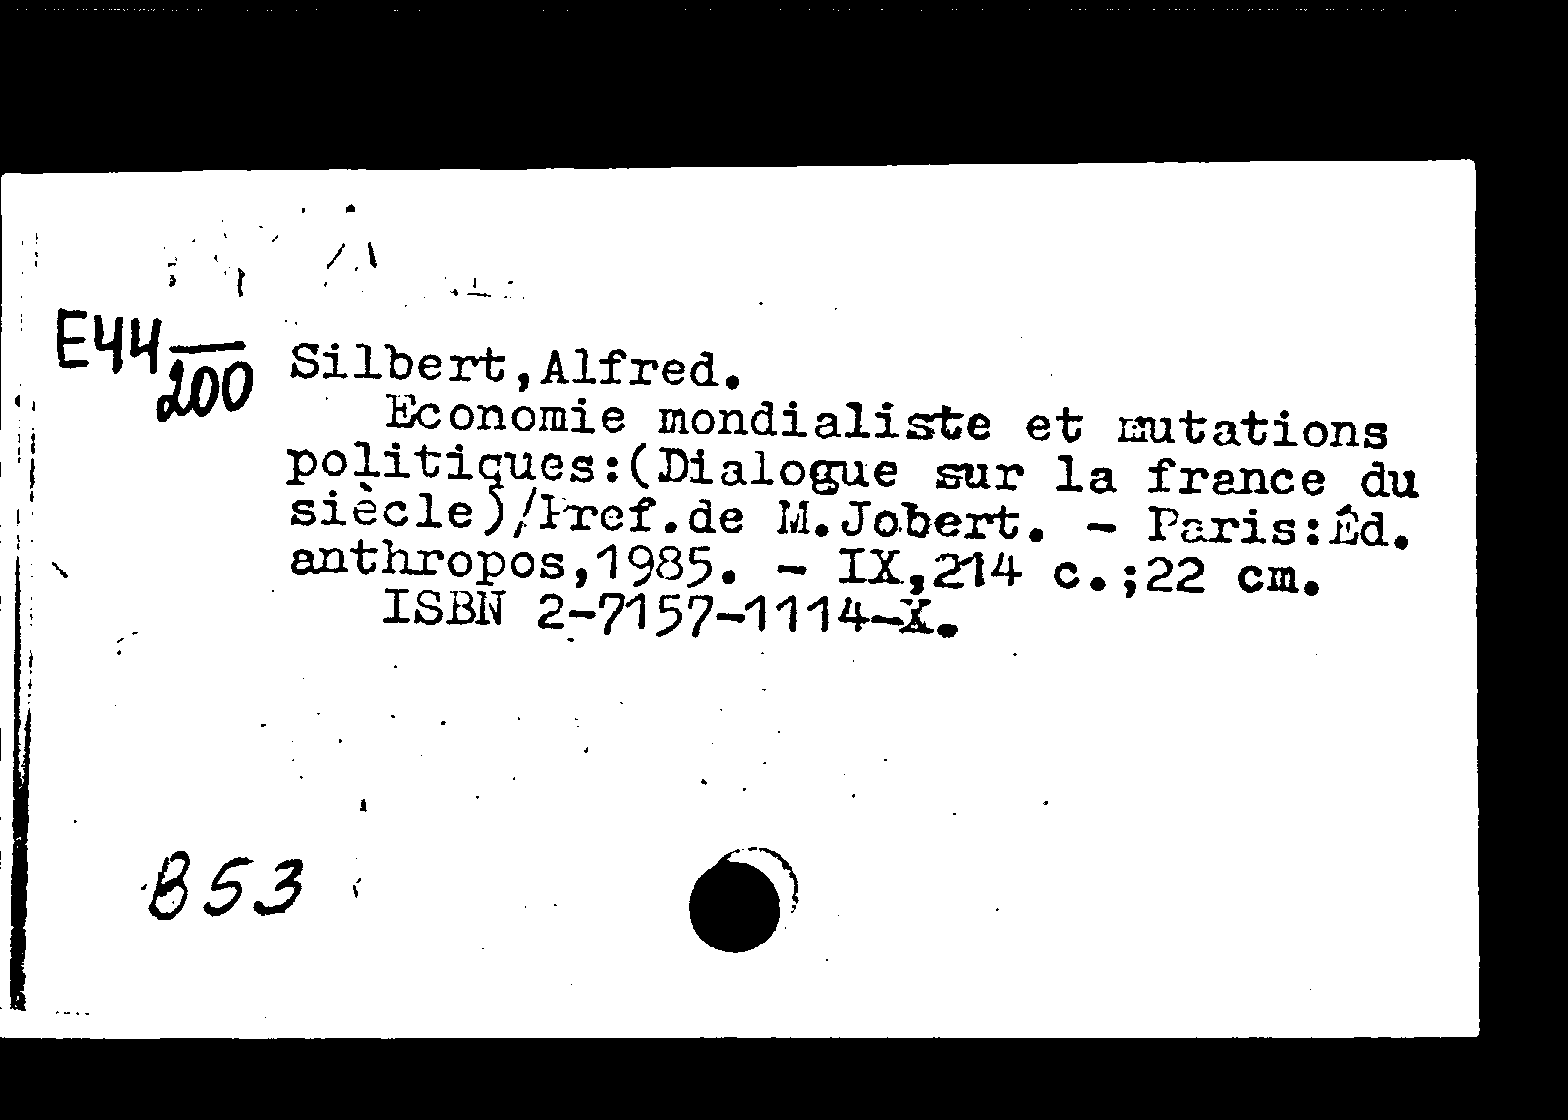 E44
200
Silbert,Alfred.
Economie mondialiste et mutations
politiques:(Dialogue sur la france du
siècle)/Pref.de M.Jobert. – Paris:Éd.
anthropos,1985. – IX,214 c.;22 cm.
ISBN 2-7157-1114-X.
B53